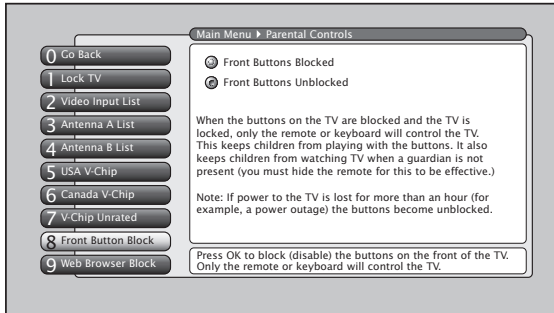 Main Menu ▶ Parental Controls
0 Go Back
1 Lock TV
2 Video Input List
3 Antenna A List
4 Antenna B List
5 USA V-Chip
6 Canada V-Chip
7 V-Chip Unrated
8 Front Button Block
9 Web Browser Block
Front Buttons Blocked
Front Buttons Unblocked
When the buttons on the TV are blocked and the TV is
locked, only the remote or keyboard will control the TV.
This keeps children from playing with the buttons. It also
keeps children from watching TV when a guardian is not
present (you must hide the remote for this to be effective.)
Note: If power to the TV is lost for more than an hour (for
example, a power outage) the buttons become unblocked.
Press OK to block (disable) the buttons on the front of the TV.
Only the remote or keyboard will control the TV.